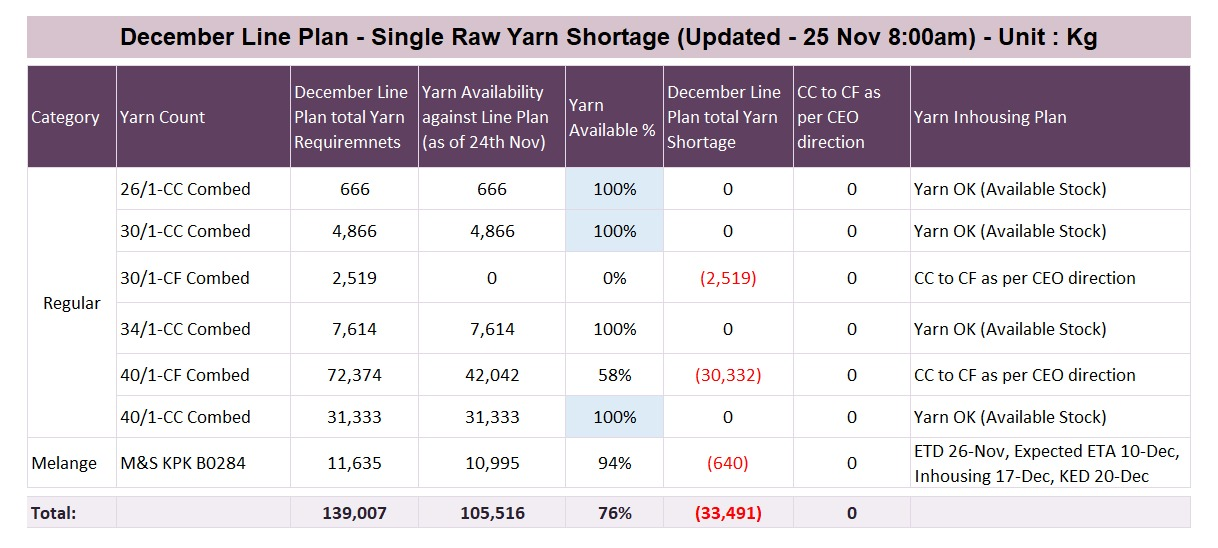 December Line Plan - Single Raw Yarn Shortage (Updated - 25 Nov 8:00am) - Unit : Kg
Category Yarn Count December Line Plan total Yarn Requiremnets Yarn Availability against Line Plan (as of 24th Nov) Yarn Available % December Line Plan total Yarn Shortage CC to CF as per CEO direction Yarn Inhousing Plan
Regular
26/1-CC Combed 666 666 100% 0 0 Yarn OK (Available Stock)
30/1-CC Combed 4,866 4,866 100% 0 0 Yarn OK (Available Stock)
30/1-CF Combed 2,519 0 0% (2,519) 0 CC to CF as per CEO direction
34/1-CC Combed 7,614 7,614 100% 0 0 Yarn OK (Available Stock)
40/1-CF Combed 72,374 42,042 58% (30,332) 0 CC to CF as per CEO direction
40/1-CC Combed 31,333 31,333 100% 0 0 Yarn OK (Available Stock)
Melange M&S KPK B0284 11,635 10,995 94% (640) 0 ETD 26-Nov, Expected ETA 10-Dec,
Inhousing 17-Dec, KED 20-Dec
Total: 139,007 105,516 76% (33,491) 0